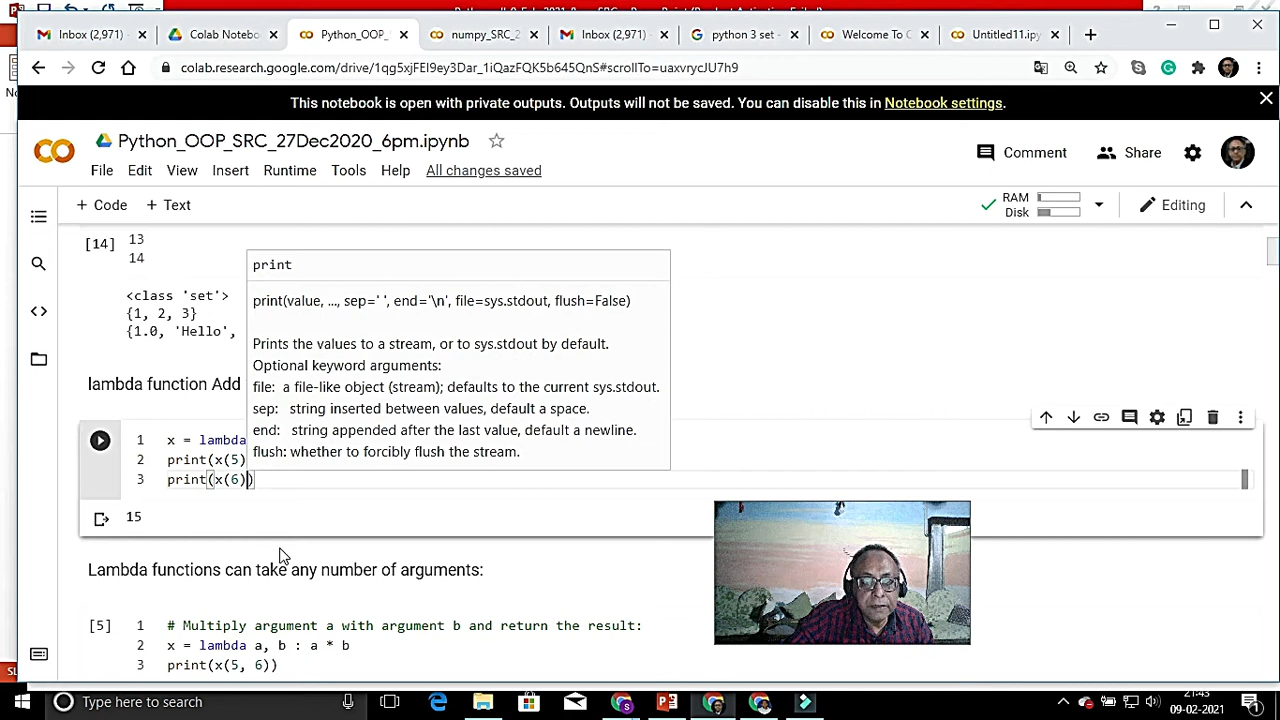 Inbox (2,971)
Colab Notebo
Python_OOP_
numpy_SRC_2
Inbox (2,971)
python 3 set -
Welcome To C
Untitled11.ipy
colab.research.google.com/drive/1qg5xjFEI9ey3Dar_1iQazFQK5b645QnS#scrollTo=uaxvrycJU7h9
This notebook is open with private outputs. Outputs will not be saved. You can disable this in Notebook settings.
Python_OOP_SRC_27Dec2020_6pm.ipynb
Comment
Share
File Edit View Insert Runtime Tools Help All changes saved
+ Code + Text
RAM
Disk
Editing
[14] 13
14
<class 'set'>
{1, 2, 3}
{1.0, 'Hello',
print
print(value, ..., sep=' ', end='\n', file=sys.stdout, flush=False)
Prints the values to a stream, or to sys.stdout by default.
Optional keyword arguments:
file: a file-like object (stream); defaults to the current sys.stdout.
sep: string inserted between values, default a space.
end: string appended after the last value, default a newline.
flush: whether to forcibly flush the stream.
lambda function Add
1 x = lambda
2 print(x(5)
3 print(x(6))
15
Lambda functions can take any number of arguments:
[5] 1 # Multiply argument a with argument b and return the result:
2 x = lambda a, b : a * b
3 print(x(5, 6))
Type here to search
21:43
09-02-2021